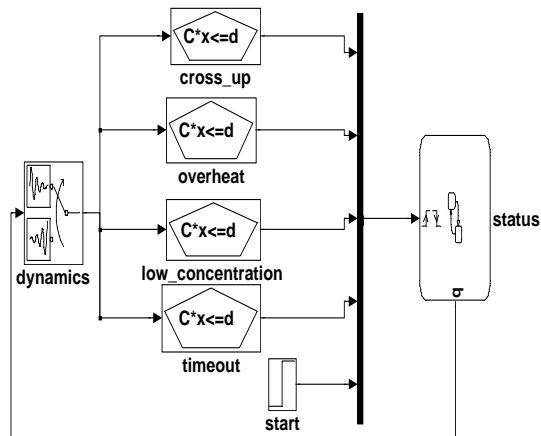 C*x<=d
cross_up
C*x<=d
overheat
C*x<=d
low_concentration
C*x<=d
timeout
start
dynamics
status
b